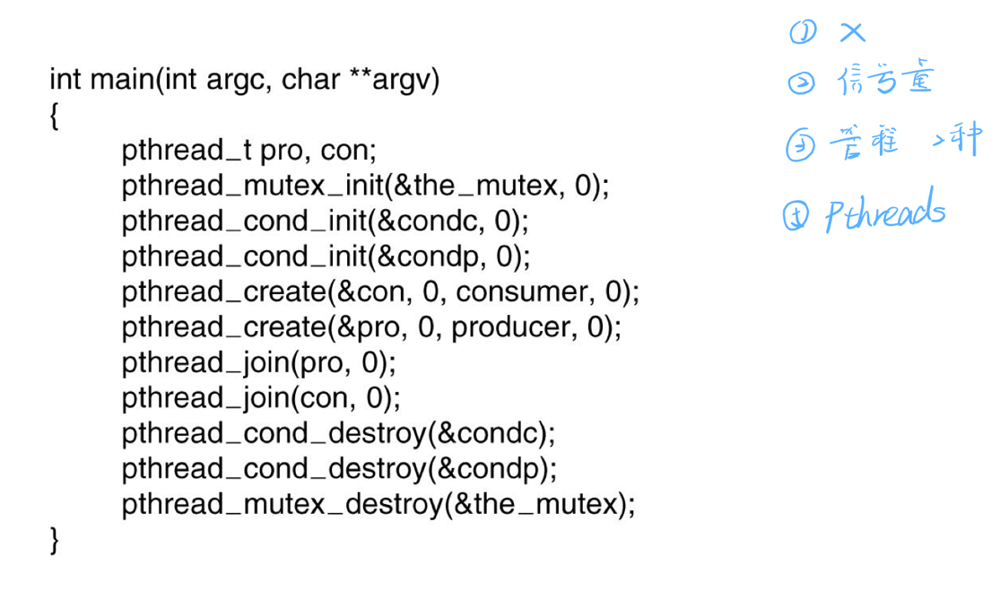 int main(int argc, char **argv)
{
pthread_t pro, con;
pthread_mutex_init(&the_mutex, 0);
pthread_cond_init(&condc, 0);
pthread_cond_init(&condp, 0);
pthread_create(&con, 0, consumer, 0);
pthread_create(&pro, 0, producer, 0);
pthread_join(pro, 0);
pthread_join(con, 0);
pthread_cond_destroy(&condc);
pthread_cond_destroy(&condp);
pthread_mutex_destroy(&the_mutex);
}
① ×
② 信号量
③ 管程 2种
④ Pthreads